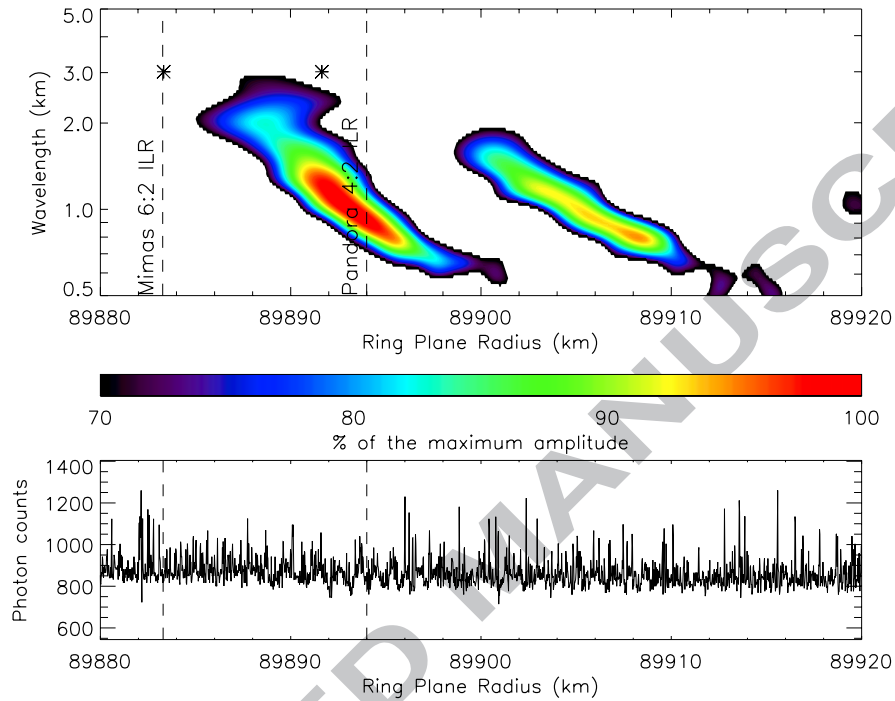 5.0
3.0
2.0
1.0
0.5
Wavelength (km)
Mimas 6:2 ILR
Pandora 4:2 ILR
89880 89890 89900 89910 89920
Ring Plane Radius (km)
70 80 90 100
% of the maximum amplitude
1400
1200
1000
800
600
Photon counts
89880 89890 89900 89910 89920
Ring Plane Radius (km)
ED MANUSC